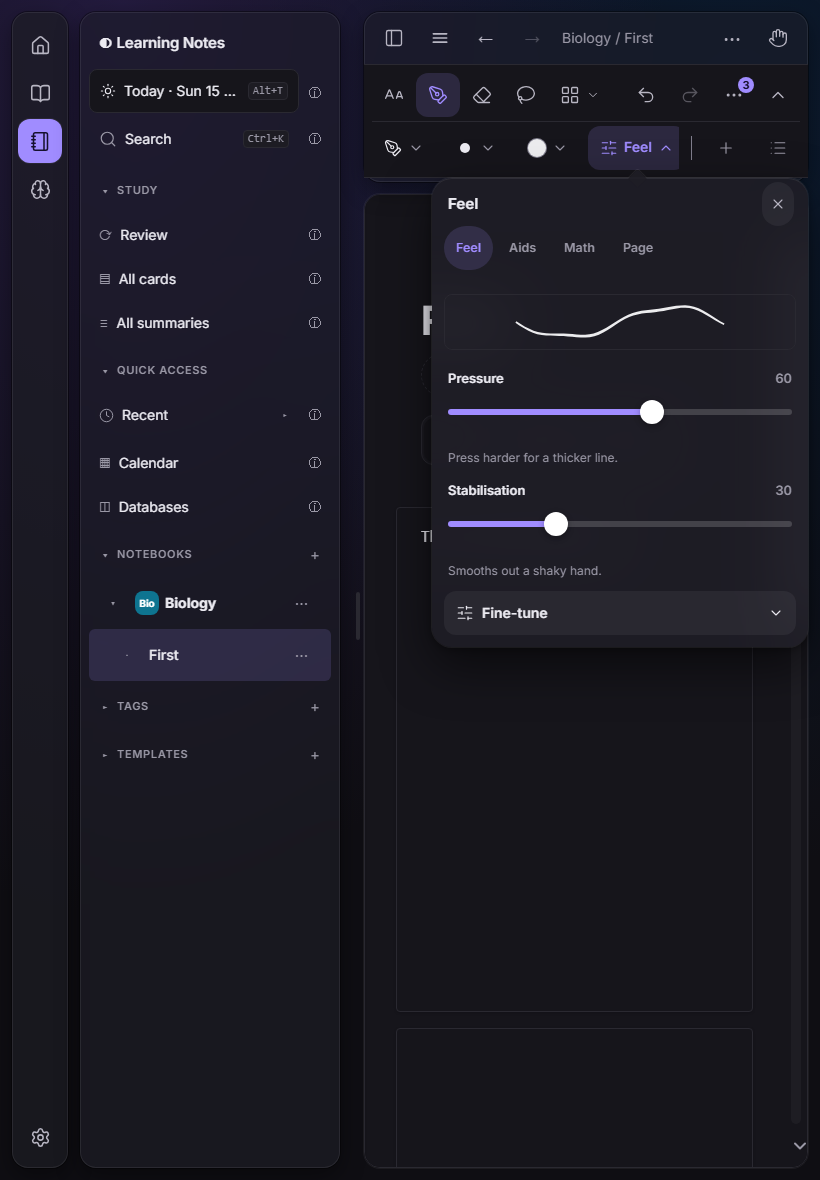 Learning Notes
Today · Sun 15 ... Alt+T
Search Ctrl+K
STUDY
Review
All cards
All summaries
QUICK ACCESS
Recent
Calendar
Databases
NOTEBOOKS
Bio Biology
First
TAGS
TEMPLATES
Biology / First
AA
3
Feel
Feel
Feel Aids Math Page
Pressure 60
Press harder for a thicker line.
Stabilisation 30
Smooths out a shaky hand.
Fine-tune